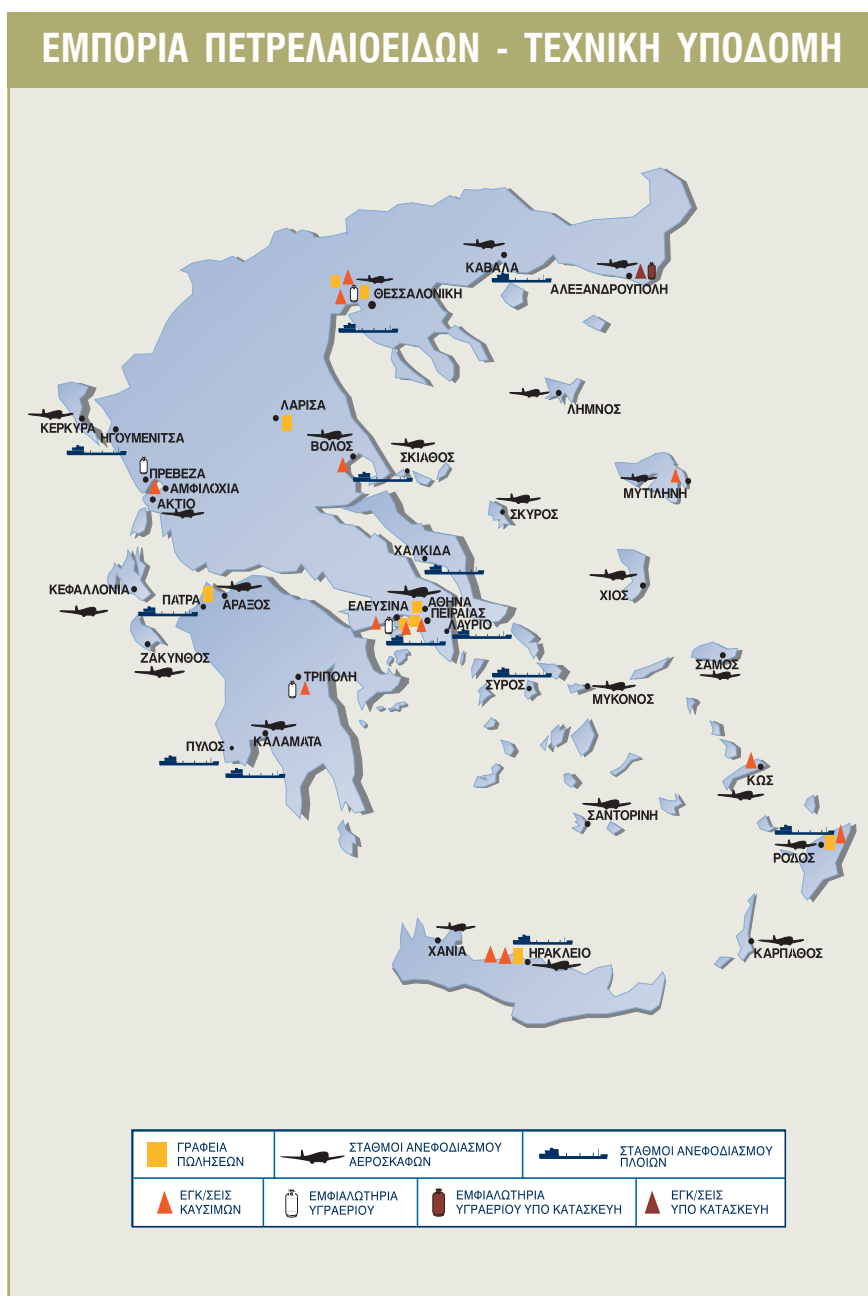 ΕΜΠΟΡΙΑ ΠΕΤΡΕΛΑΙΟΕΙΔΩΝ - ΤΕΧΝΙΚΗ ΥΠΟΔΟΜΗ
ΚΑΒΑΛΑ
ΑΛΕΞΑΝΔΡΟΥΠΟΛΗ
ΘΕΣΣΑΛΟΝΙΚΗ
ΛΑΡΙΣΑ
ΛΗΜΝΟΣ
ΚΕΡΚΥΡΑ
ΗΓΟΥΜΕΝΙΤΣΑ
ΒΟΛΟΣ
ΣΚΙΑΘΟΣ
ΠΡΕΒΕΖΑ
ΑΜΦΙΛΟΧΙΑ
ΑΚΤΙΟ
ΜΥΤΙΛΗΝΗ
ΣΚΥΡΟΣ
ΧΑΛΚΙΔΑ
ΚΕΦΑΛΛΟΝΙΑ
ΠΑΤΡΑ
ΑΡΑΞΟΣ
ΕΛΕΥΣΙΝΑ
ΑΘΗΝΑ
ΠΕΙΡΑΙΑΣ
ΛΑΥΡΙΟ
ΧΙΟΣ
ΖΑΚΥΝΘΟΣ
ΤΡΙΠΟΛΗ
ΣΥΡΟΣ
ΜΥΚΟΝΟΣ
ΣΑΜΟΣ
ΠΥΛΟΣ
ΚΑΛΑΜΑΤΑ
ΚΩΣ
ΣΑΝΤΟΡΙΝΗ
ΡΟΔΟΣ
ΧΑΝΙΑ
ΗΡΑΚΛΕΙΟ
ΚΑΡΠΑΘΟΣ
ΓΡΑΦΕΙΑ
ΠΩΛΗΣΕΩΝ
ΣΤΑΘΜΟΙ ΑΝΕΦΟΔΙΑΣΜΟΥ
ΑΕΡΟΣΚΑΦΩΝ
ΣΤΑΘΜΟΙ ΑΝΕΦΟΔΙΑΣΜΟΥ
ΠΛΟΙΩΝ
ΕΓΚ/ΣΕΙΣ
ΚΑΥΣΙΜΩΝ
ΕΜΦΙΑΛΩΤΗΡΙΑ
ΥΓΡΑΕΡΙΟΥ
ΕΜΦΙΑΛΩΤΗΡΙΑ
ΥΓΡΑΕΡΙΟΥ ΥΠΟ ΚΑΤΑΣΚΕΥΗ
ΕΓΚ/ΣΕΙΣ
ΥΠΟ ΚΑΤΑΣΚΕΥΗ